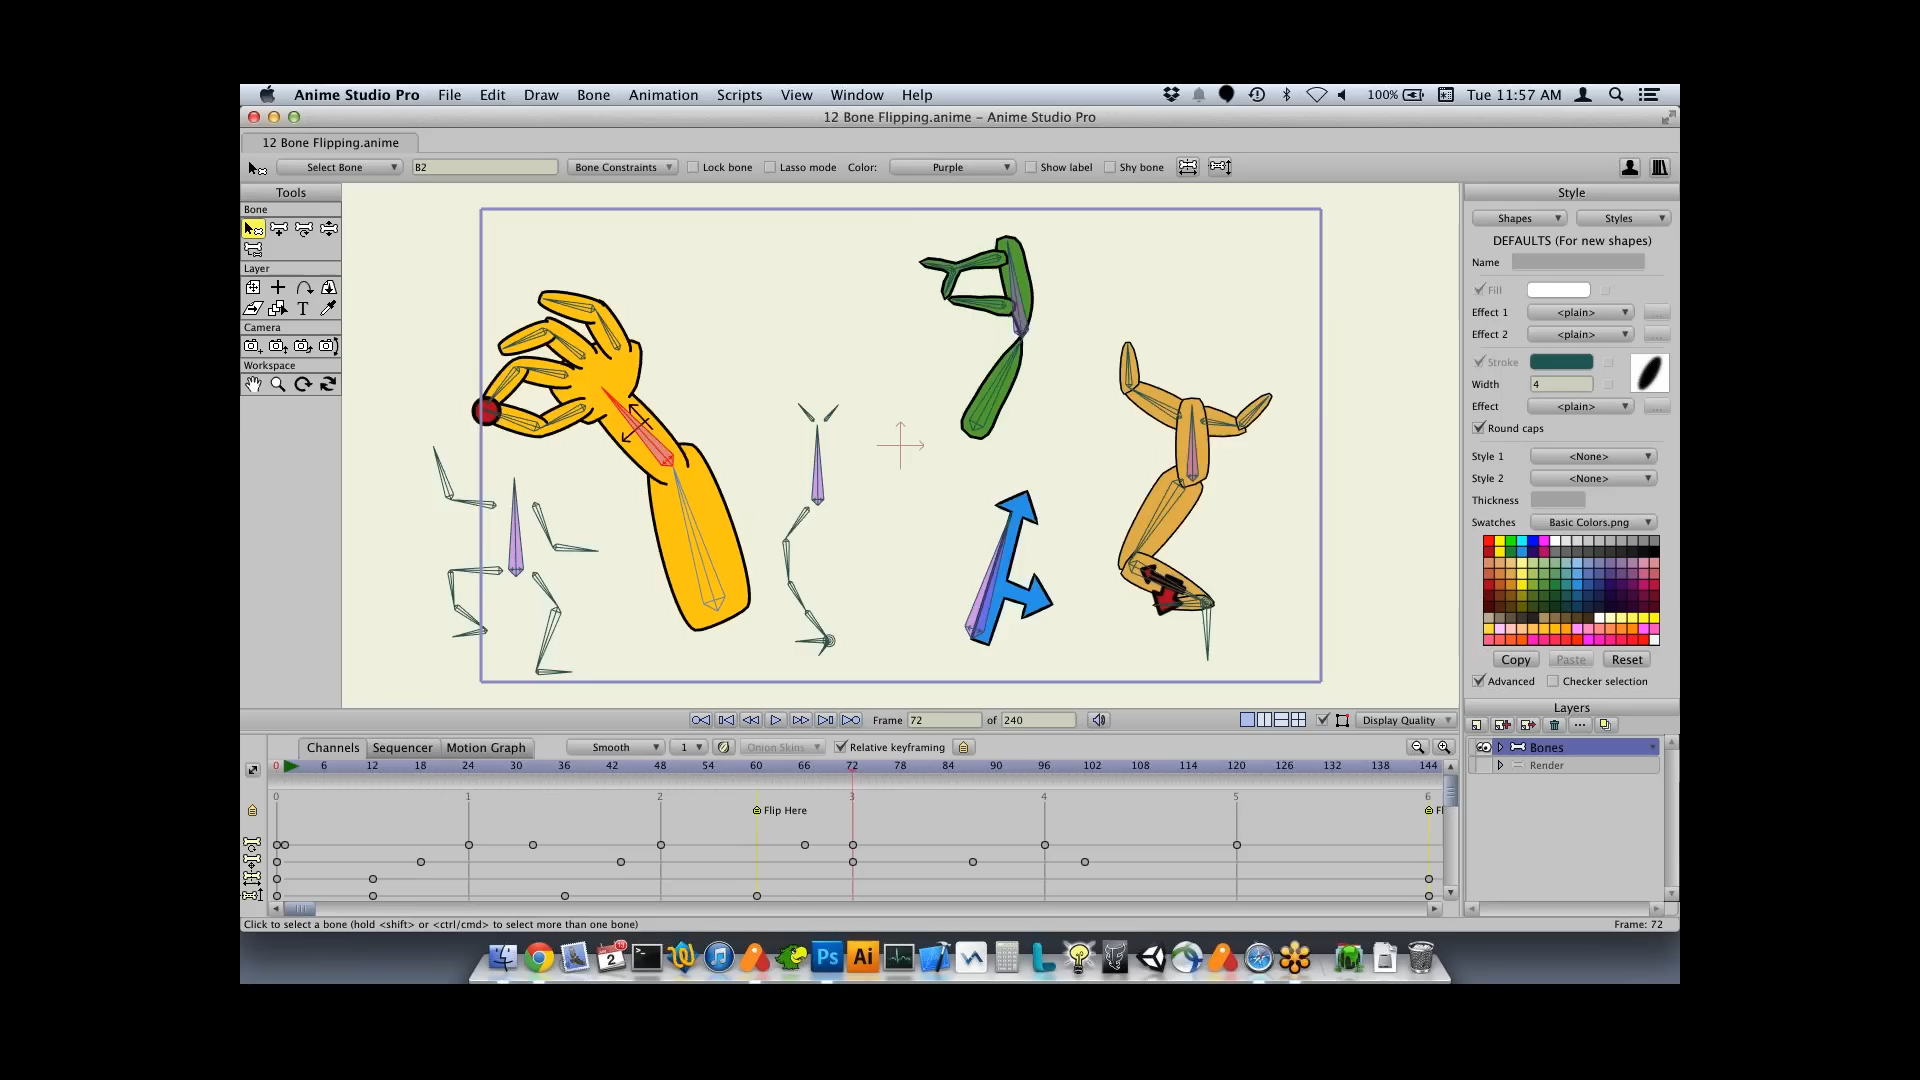 Anime Studio Pro File Edit Draw Bone Animation Scripts View Window Help 100% Tue 11:57 AM
12 Bone Flipping.anime – Anime Studio Pro
12 Bone Flipping.anime
Select Bone B2 Bone Constraints Lock bone Lasso mode Color: Purple Show label Shy bone
Tools
Bone
Layer
T
Camera
Workspace
Style
Shapes Styles
DEFAULTS (For new shapes)
Name
Fill
Effect 1 <plain> ...
Effect 2 <plain> ...
Stroke
Width 4
Effect <plain> ...
Round caps
Style 1 <None>
Style 2 <None>
Thickness
Swatches Basic Colors.png
Copy Paste Reset
Advanced Checker selection
Layers
Bones
Render
Frame 72 of 240 Display Quality
Channels Sequencer Motion Graph Smooth 1 Onion Skins Relative keyframing
0 6 12 18 24 30 36 42 48 54 60 66 72 78 84 90 96 102 108 114 120 126 132 138 144
0 1 2 3 4 5 6
Flip Here Fl
Click to select a bone (hold <shift> or <ctrl/cmd> to select more than one bone) Frame: 72
2 Ps Ai